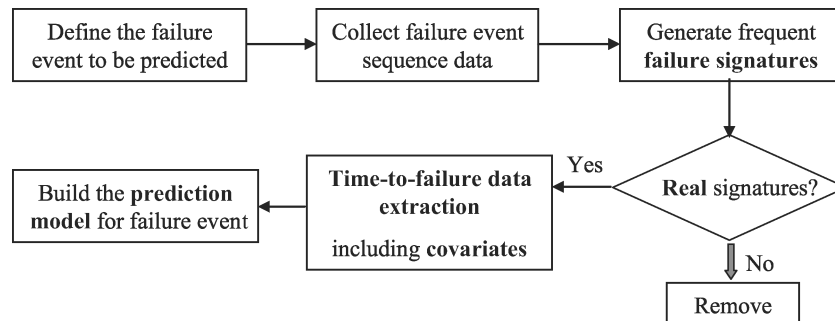 Define the failure
event to be predicted
Collect failure event
sequence data
Generate frequent
failure signatures
Real signatures?
Yes
Time-to-failure data
extraction
including covariates
Build the prediction
model for failure event
No
Remove